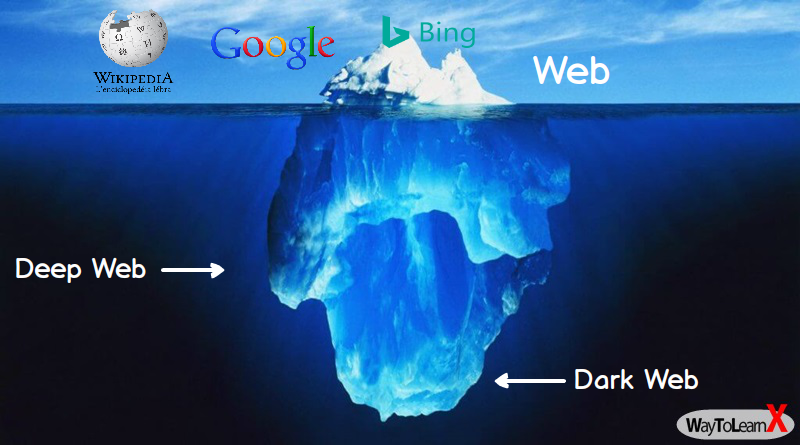 WIKIPEDIA
L'encyclopédie libre
Google
Bing
Web
Deep Web
Dark Web
WayToLearnX